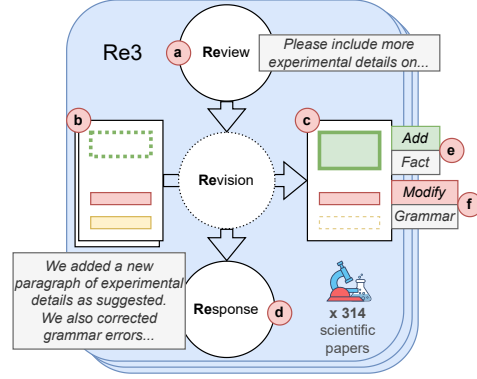 Re3
a
Review
Please include more
experimental details on...
b
c
Add
Fact
e
Revision
Modify
Grammar
f
We added a new
paragraph of experimental
details as suggested.
We also corrected
grammar errors...
Response
d
x 314
scientific
papers